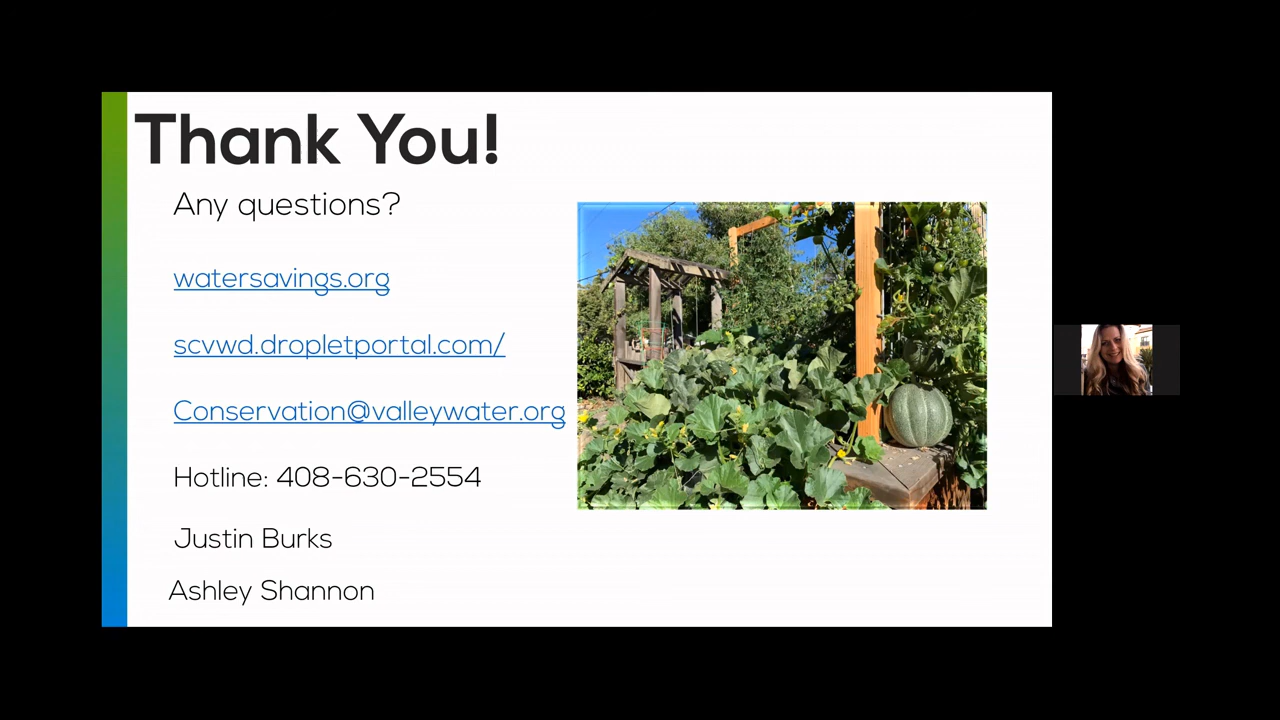 Thank You!
Any questions?
watersavings.org
scvwd.dropletportal.com/
Conservation@valleywater.org
Hotline: 408-630-2554
Justin Burks
Ashley Shannon